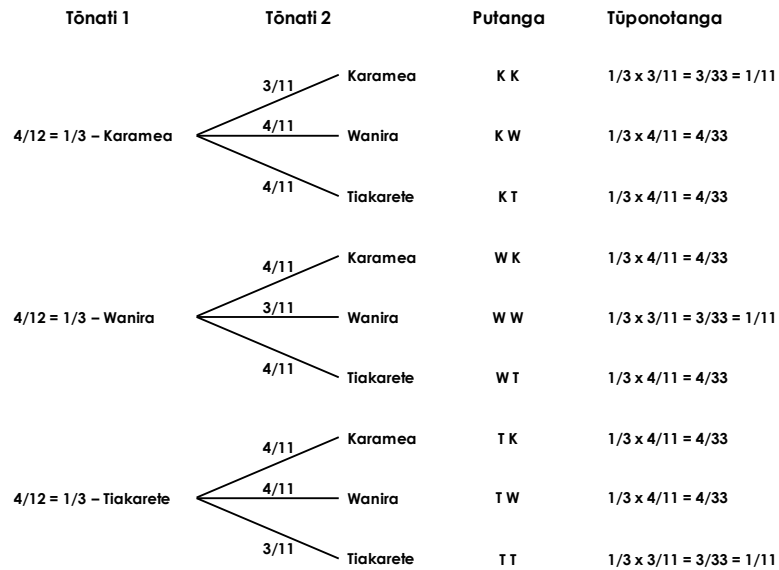 Tōnati 1 Tōnati 2 Putanga Tūponotanga
3/11 Karamea K K 1/3 x 3/11 = 3/33 = 1/11
4/12 = 1/3 – Karamea 4/11 Wanira K W 1/3 x 4/11 = 4/33
4/11 Tiakarete K T 1/3 x 4/11 = 4/33
4/11 Karamea W K 1/3 x 4/11 = 4/33
4/12 = 1/3 – Wanira 3/11 Wanira W W 1/3 x 3/11 = 3/33 = 1/11
4/11 Tiakarete W T 1/3 x 4/11 = 4/33
4/11 Karamea T K 1/3 x 4/11 = 4/33
4/12 = 1/3 – Tiakarete 4/11 Wanira T W 1/3 x 4/11 = 4/33
3/11 Tiakarete T T 1/3 x 3/11 = 3/33 = 1/11